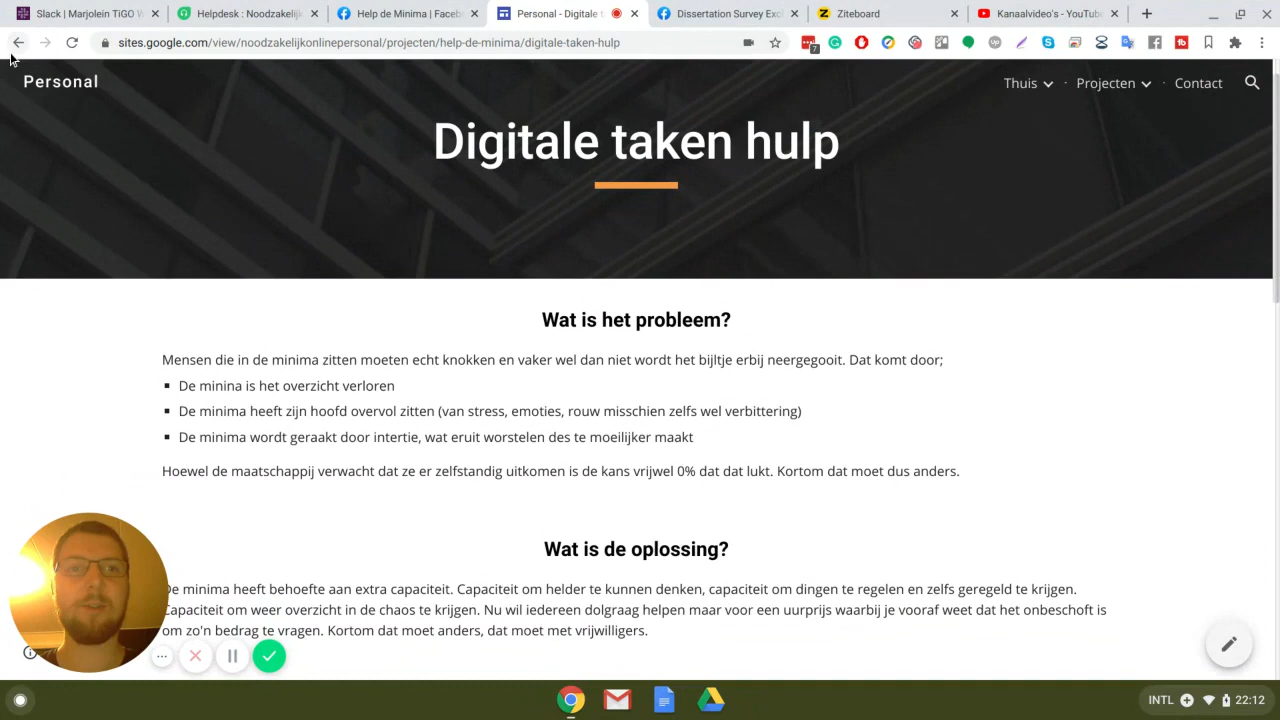 Slack | Marjolein TiGO W
Helpdesk : Noodzakelijk
Help de Minima | Faceb
Personal - Digitale t
Dissertation Survey Exc
Ziteboard
Kanaalvideo's - YouTube
sites.google.com/view/noodzakelijkonlinepersonal/projecten/help-de-minima/digitale-taken-hulp
7
Personal
Thuis
Projecten
Contact
Digitale taken hulp
Wat is het probleem?
Mensen die in de minima zitten moeten echt knokken en vaker wel dan niet wordt het bijltje erbij neergegooit. Dat komt door;
De minina is het overzicht verloren
De minima heeft zijn hoofd overvol zitten (van stress, emoties, rouw misschien zelfs wel verbittering)
De minima wordt geraakt door intertie, wat eruit worstelen des te moeilijker maakt
Hoewel de maatschappij verwacht dat ze er zelfstandig uitkomen is de kans vrijwel 0% dat dat lukt. Kortom dat moet dus anders.
Wat is de oplossing?
De minima heeft behoefte aan extra capaciteit. Capaciteit om helder te kunnen denken, capaciteit om dingen te regelen en zelfs geregeld te krijgen.
Capaciteit om weer overzicht in de chaos te krijgen. Nu wil iedereen dolgraag helpen maar voor een uurprijs waarbij je vooraf weet dat het onbeschoft is
om zo'n bedrag te vragen. Kortom dat moet anders, dat moet met vrijwilligers.
INTL
22:12